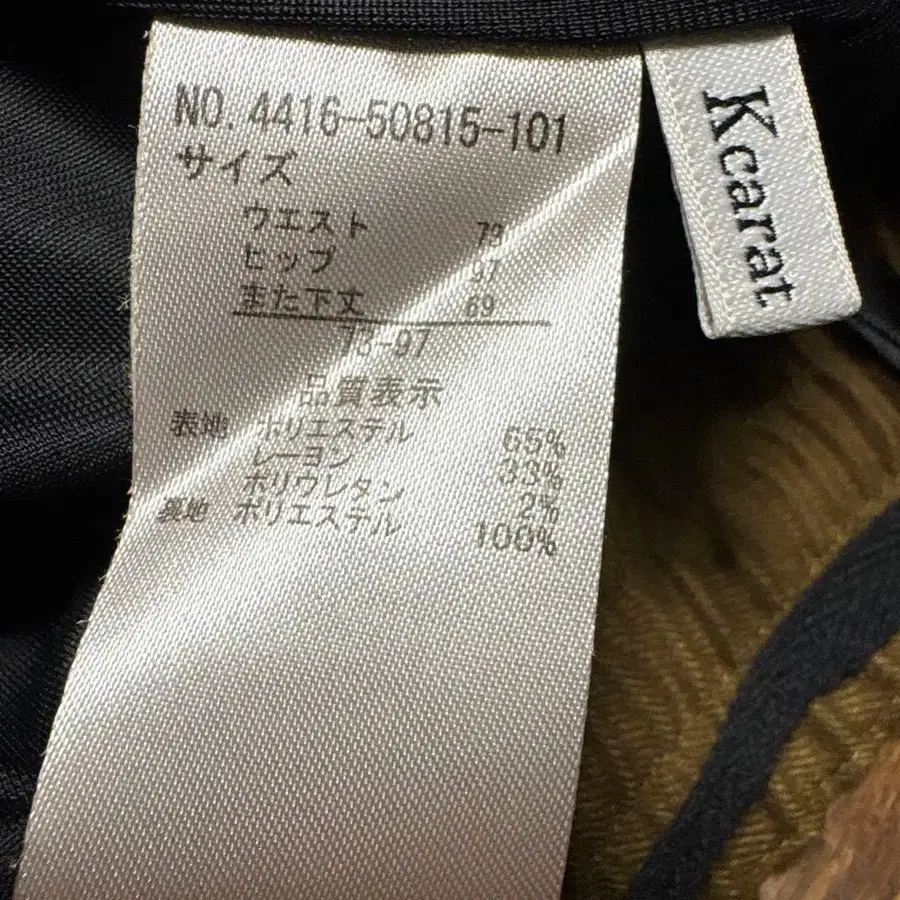 NO. 4416-50815-101
サイズ
ウエスト 73
ヒップ 97
また下丈 69
73-97
品質表示
表地 ポリエステル 65%
レーヨン 33%
ポリウレタン 2%
裏地 ポリエステル 100%
Kcarat